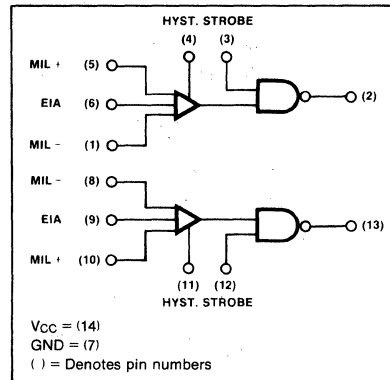 HYST. STROBE
(4) (3)
MIL + (5)
EIA (6)
(2)
MIL - (1)
MIL - (8)
EIA (9)
(13)
MIL + (10)
(11) (12)
HYST. STROBE
VCC = (14)
GND = (7)
( ) = Denotes pin numbers